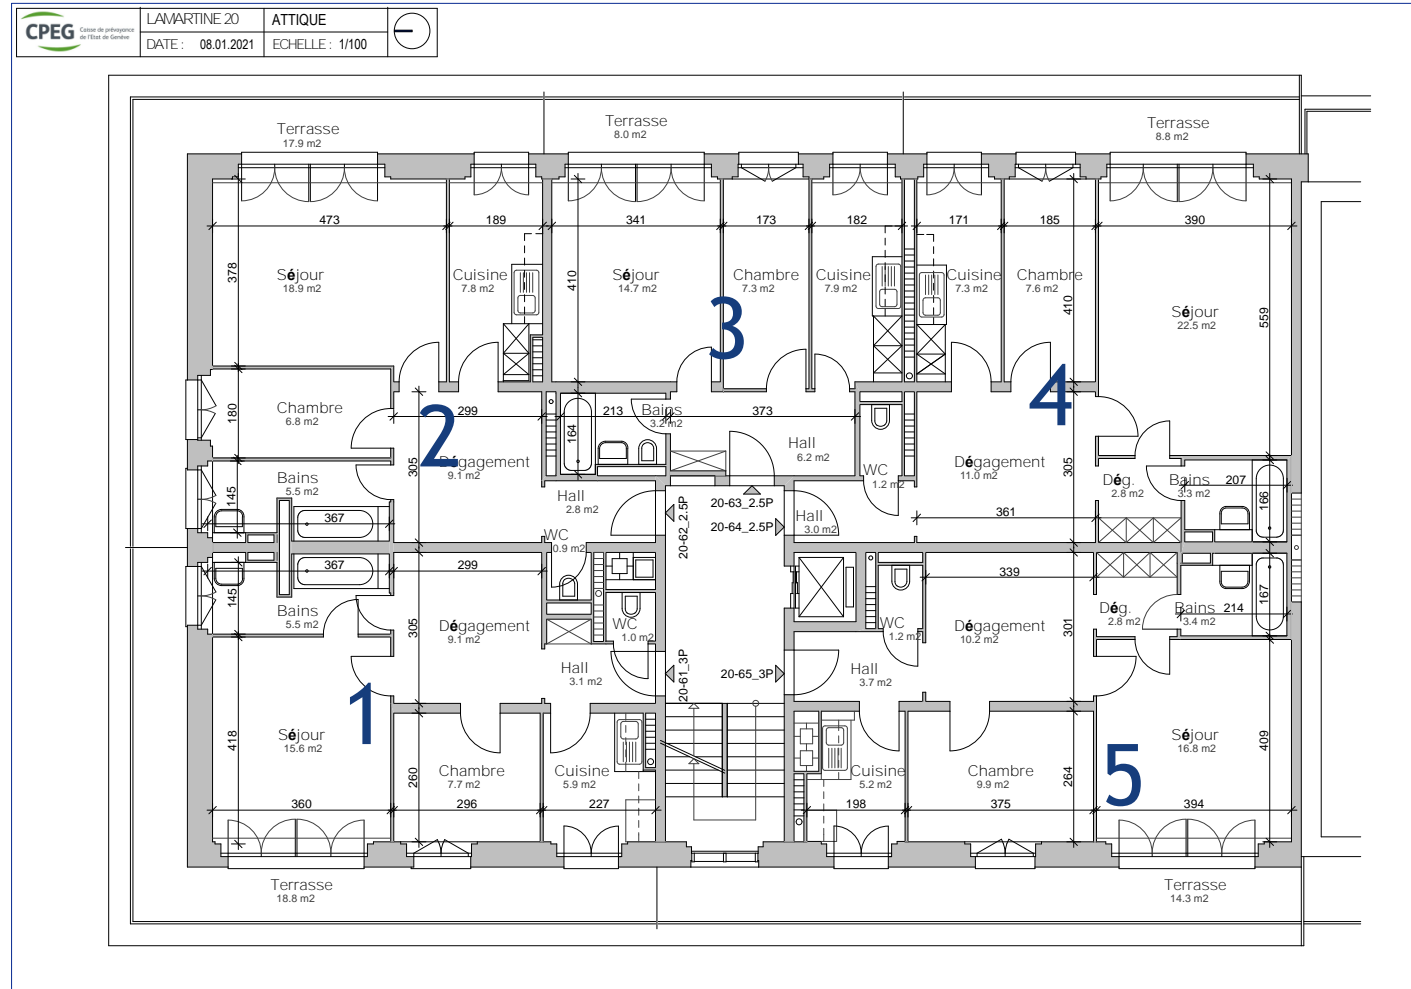 CPEG Caisse de prévoyance
de l'Etat de Genève
LAMARTINE 20 ATTIQUE
DATE : 08.01.2021 ECHELLE : 1/100
Terrasse
17.9 m2
Terrasse
8.0 m2
Terrasse
8.8 m2
473 189 341 173 182 171 185 390
378
Séjour
18.9 m2
Cuisine
7.8 m2
410
Séjour
14.7 m2
Chambre
7.3 m2
Cuisine
7.9 m2
Cuisine
7.3 m2
Chambre
7.6 m2
410
Séjour
22.5 m2
559
3
4
2
180
Chambre
6.8 m2
299
305
Dégagement
9.1 m2
164
213
Bains
3.2 m2
373
Hall
6.2 m2
WC
1.2 m2
Dégagement
11.0 m2
305
Dég.
2.8 m2
Bains
3.3 m2
207
166
145
Bains
5.5 m2
367
Hall
2.8 m2
WC
0.9 m2
20-62_2.5P
20-63_2.5P
20-64_2.5P
Hall
3.0 m2
361
367
145
Bains
5.5 m2
299
305
Dégagement
9.1 m2
WC
1.0 m2
Hall
3.1 m2
20-61_3P
20-65_3P
WC
1.2 m2
Hall
3.7 m2
339
Dégagement
10.2 m2
301
Dég.
2.8 m2
Bains
3.4 m2
214
167
1
418
Séjour
15.6 m2
360
260
Chambre
7.7 m2
296
Cuisine
5.9 m2
227
Cuisine
5.2 m2
198
Chambre
9.9 m2
375
264
5
Séjour
16.8 m2
409
394
Terrasse
18.8 m2
Terrasse
14.3 m2